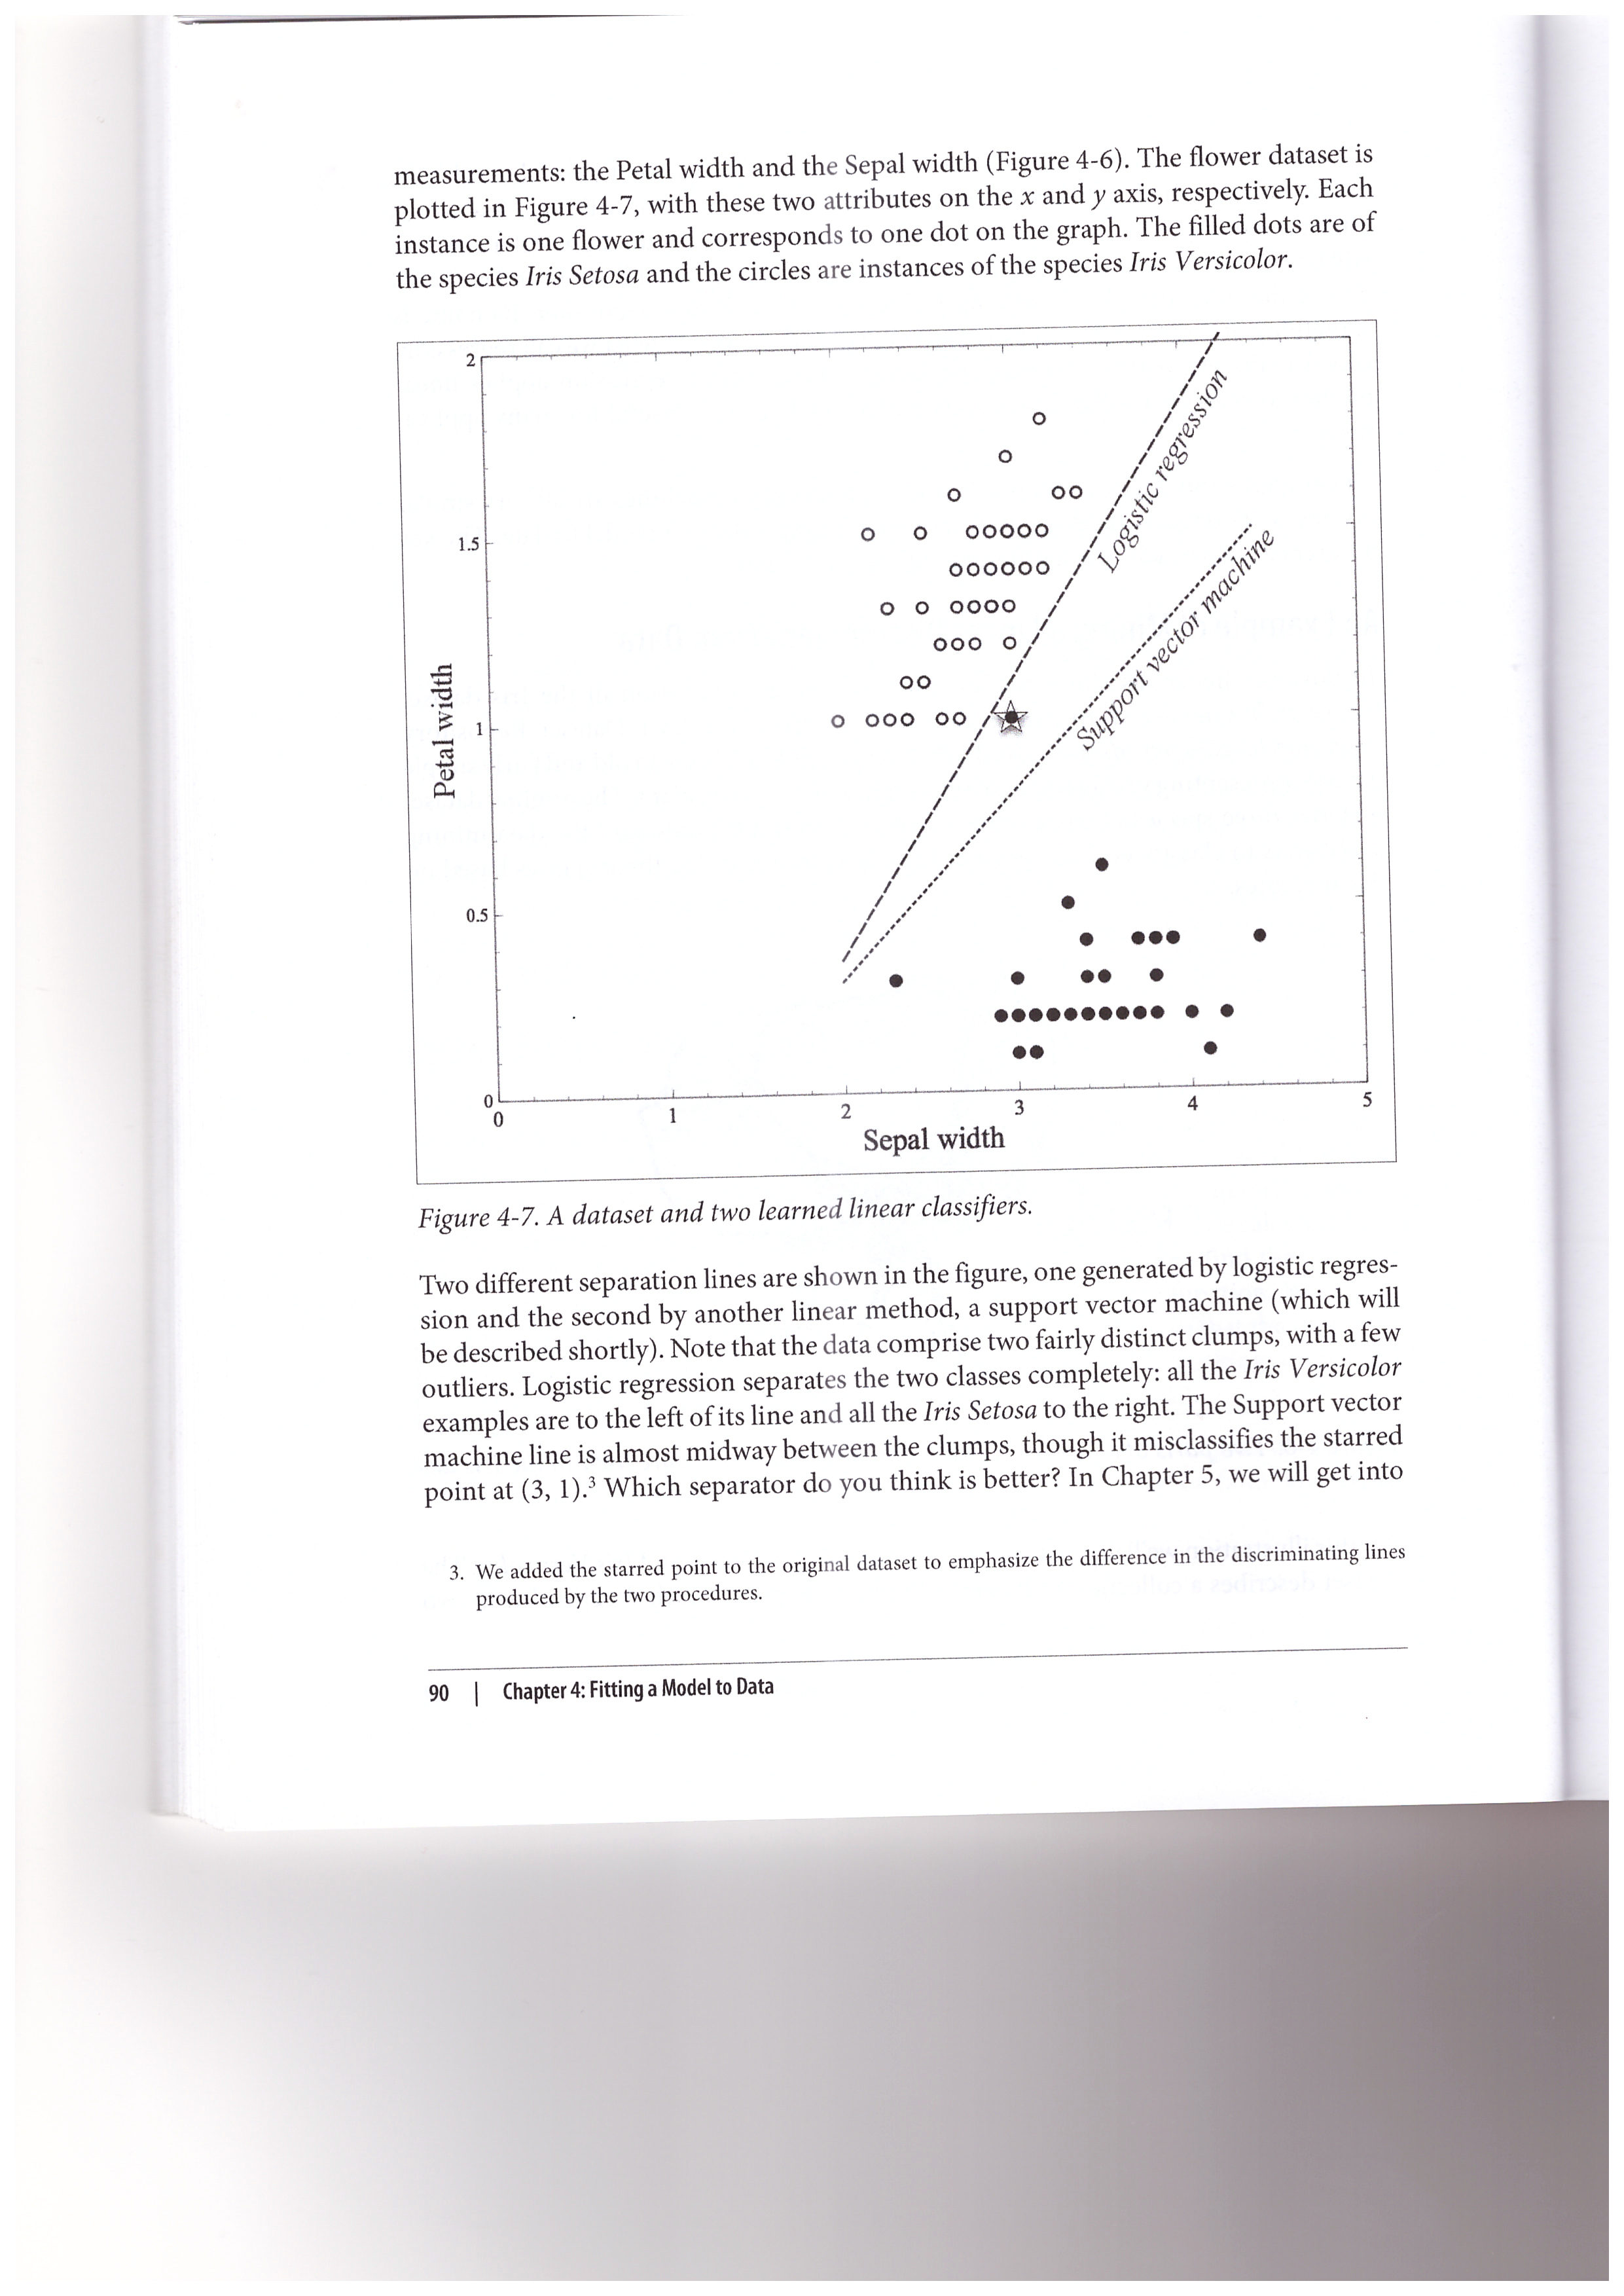 measurements: the Petal width and the Sepal width (Figure 4-6). The flower dataset is
plotted in Figure 4-7, with these two attributes on the x and y axis, respectively. Each
instance is one flower and corresponds to one dot on the graph. The filled dots are of
the species Iris Setosa and the circles are instances of the species Iris Versicolor.
2
1.5
1
0.5
0
Petal width
Logistic regression
Support vector machine
0
1
2
3
4
5
Sepal width
Figure 4-7. A dataset and two learned linear classifiers.
Two different separation lines are shown in the figure, one generated by logistic regres-
sion and the second by another linear method, a support vector machine (which will
be described shortly). Note that the data comprise two fairly distinct clumps, with a few
outliers. Logistic regression separates the two classes completely: all the Iris Versicolor
examples are to the left of its line and all the Iris Setosa to the right. The Support vector
machine line is almost midway between the clumps, though it misclassifies the starred
point at (3, 1).³ Which separator do you think is better? In Chapter 5, we will get into
3. We added the starred point to the original dataset to emphasize the difference in the discriminating lines
produced by the two procedures.
90 | Chapter 4: Fitting a Model to Data